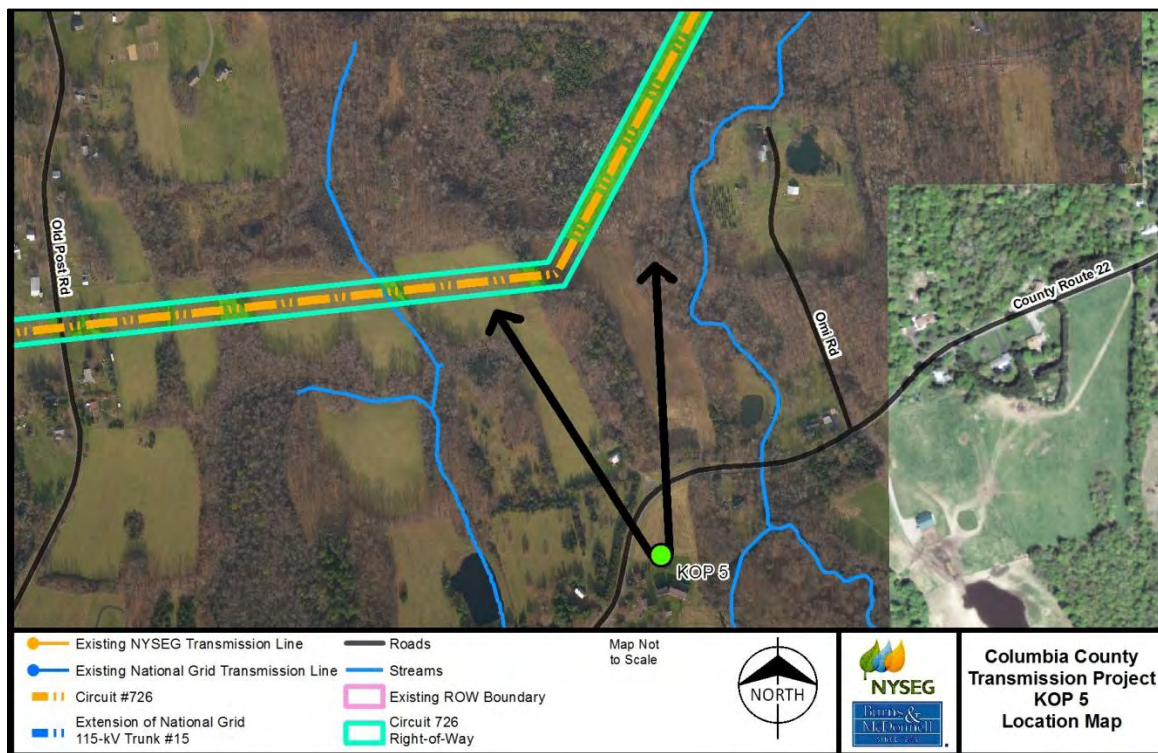 Old Post Rd
Omi Rd
County Route 22
KOP 5
Existing NYSEG Transmission Line
Existing National Grid Transmission Line
Circuit #726
Extension of National Grid
115-kV Trunk #15
Roads
Streams
Existing ROW Boundary
Circuit 726
Right-of-Way
Map Not
to Scale
NORTH
NYSEG
Burns &
McDonnell
SINCE 1898
Columbia County
Transmission Project
KOP 5
Location Map